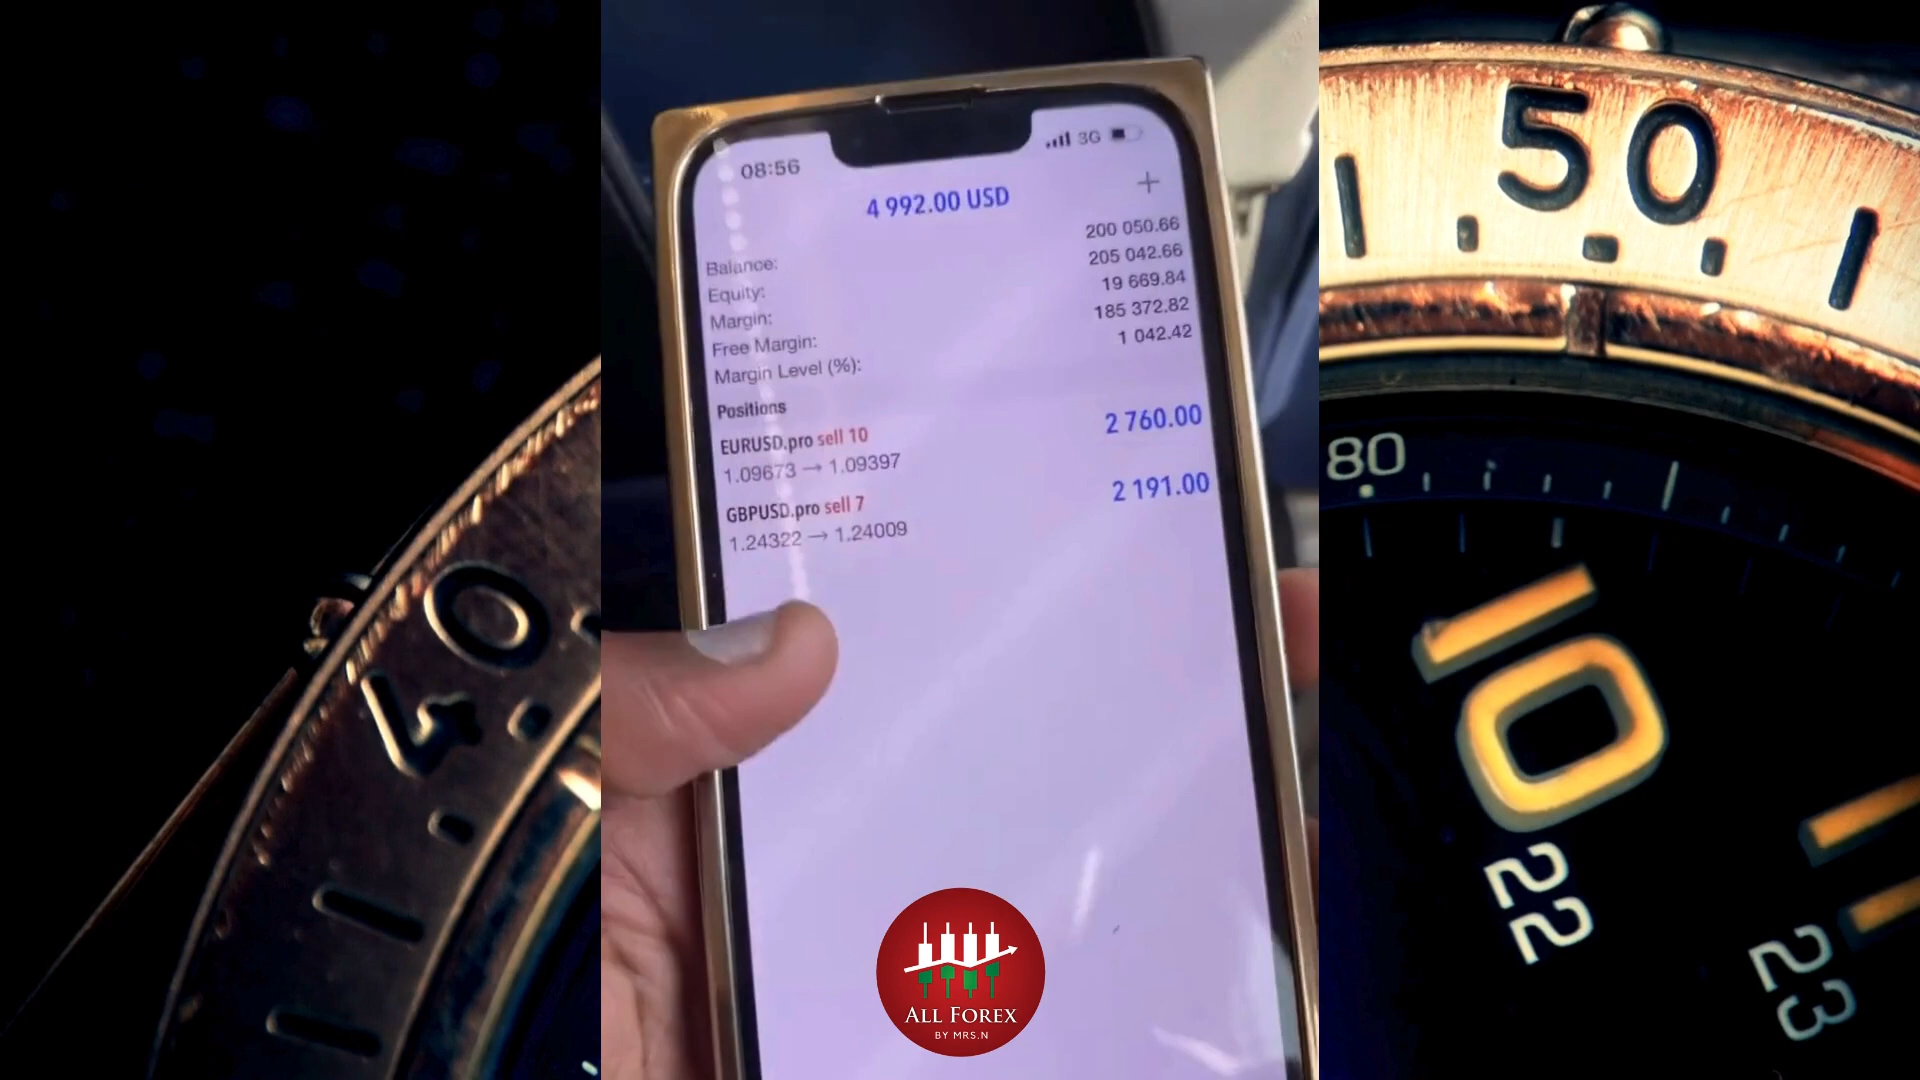 08:56
3G
4 992.00 USD
+
Balance: 200 050.66
Equity: 205 042.66
Margin: 19 669.84
Free Margin: 185 372.82
Margin Level (%): 1 042.42
Positions
EURUSD.pro sell 10 2 760.00
1.09673 → 1.09397
GBPUSD.pro sell 7 2 191.00
1.24322 → 1.24009
ALL FOREX
BY MRS.N
40
50
80
10
22
23